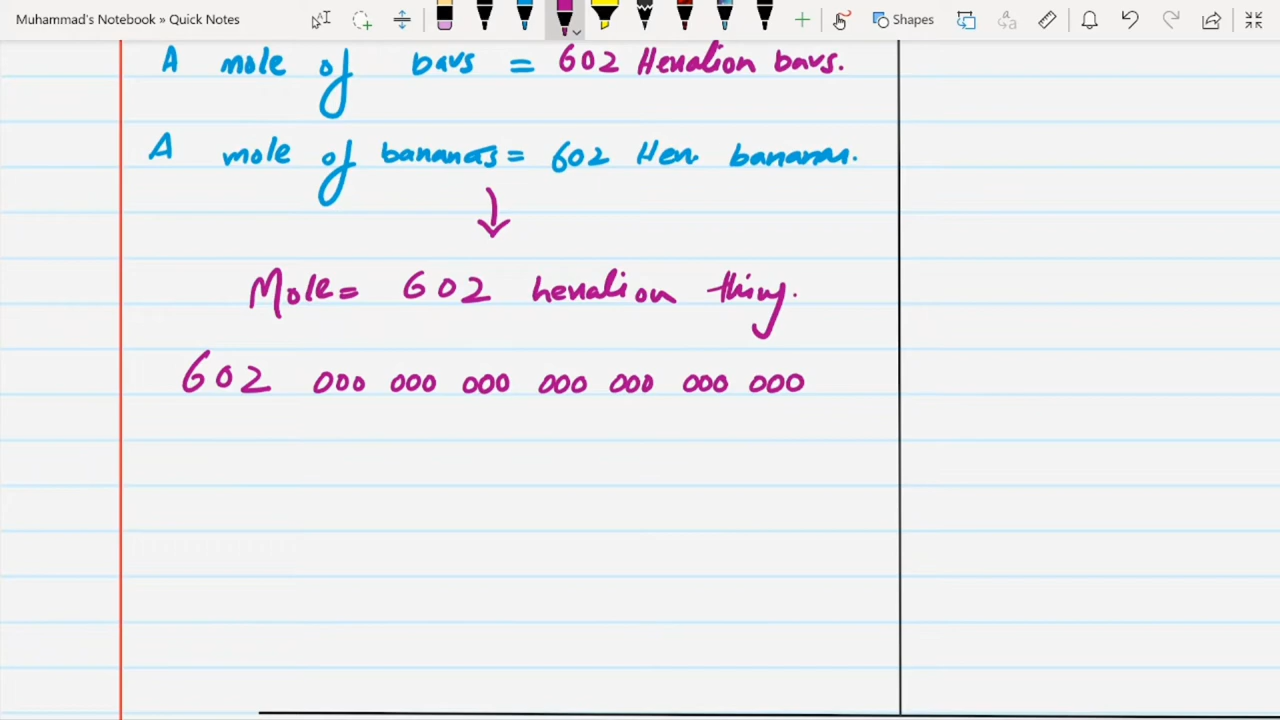 Muhammad's Notebook » Quick Notes
Shapes
A mole of bars = 602 Hexalion bars.
A mole of bananas = 602 Hex. bananas.
Mole = 602 hexalion thing.
602 000 000 000 000 000 000 000